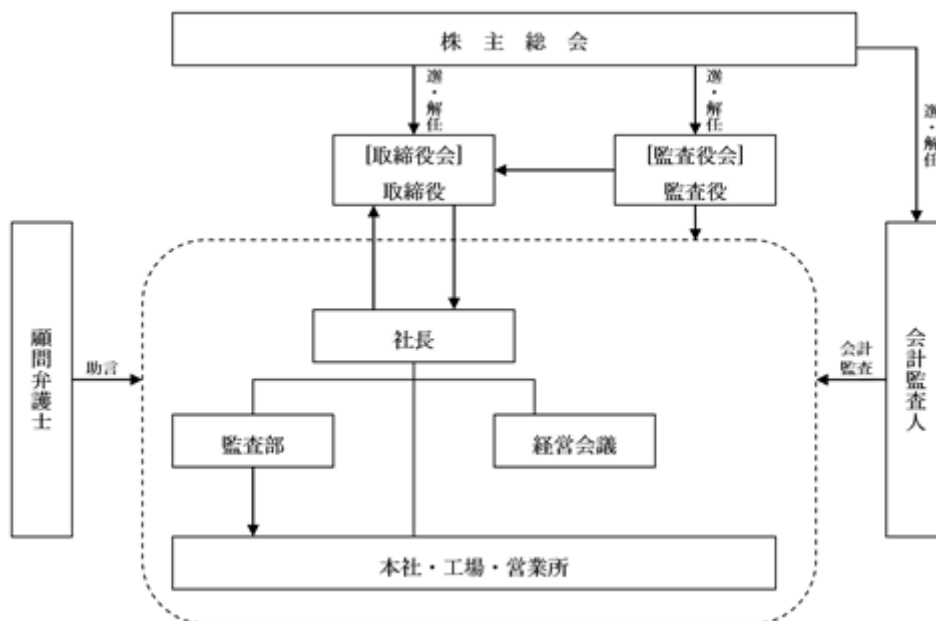 株主総会
選・解任
選・解任
選・解任
[取締役会]
取締役
[監査役会]
監査役
顧問弁護士
助言
社長
会計
監査
会計監査人
監査部
経営会議
本社・工場・営業所